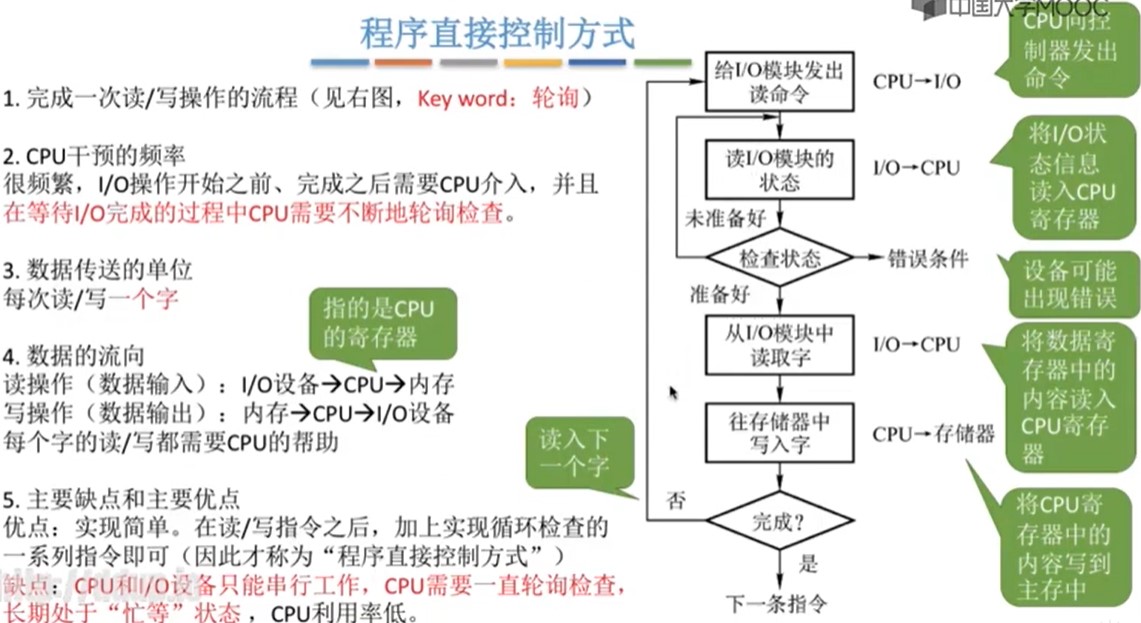 中国大学MOOC
程序直接控制方式
1. 完成一次读/写操作的流程（见右图，Key word：轮询）
2. CPU干预的频率
很频繁，I/O操作开始之前、完成之后需要CPU介入，并且
在等待I/O完成的过程中CPU需要不断地轮询检查。
3. 数据传送的单位
每次读/写一个字
指的是CPU
的寄存器
4. 数据的流向
读操作（数据输入）：I/O设备→CPU→内存
写操作（数据输出）：内存→CPU→I/O设备
每个字的读/写都需要CPU的帮助
5. 主要缺点和主要优点
优点：实现简单。在读/写指令之后，加上实现循环检查的
一系列指令即可（因此才称为“程序直接控制方式”）
缺点：CPU和I/O设备只能串行工作，CPU需要一直轮询检查，
长期处于“忙等”状态，CPU利用率低。
给I/O模块发出
读命令
CPU→I/O
CPU向控
制器发出
命令
读I/O模块的
状态
I/O→CPU
将I/O状
态信息
读入CPU
寄存器
未准备好
检查状态
错误条件
设备可能
出现错误
准备好
从I/O模块中
读取字
I/O→CPU
将数据寄
存器中的
内容读入
CPU寄存
器
往存储器中
写入字
CPU→存储器
将CPU寄
存器中的
内容写到
主存中
读入下
一个字
否
完成?
是
下一条指令